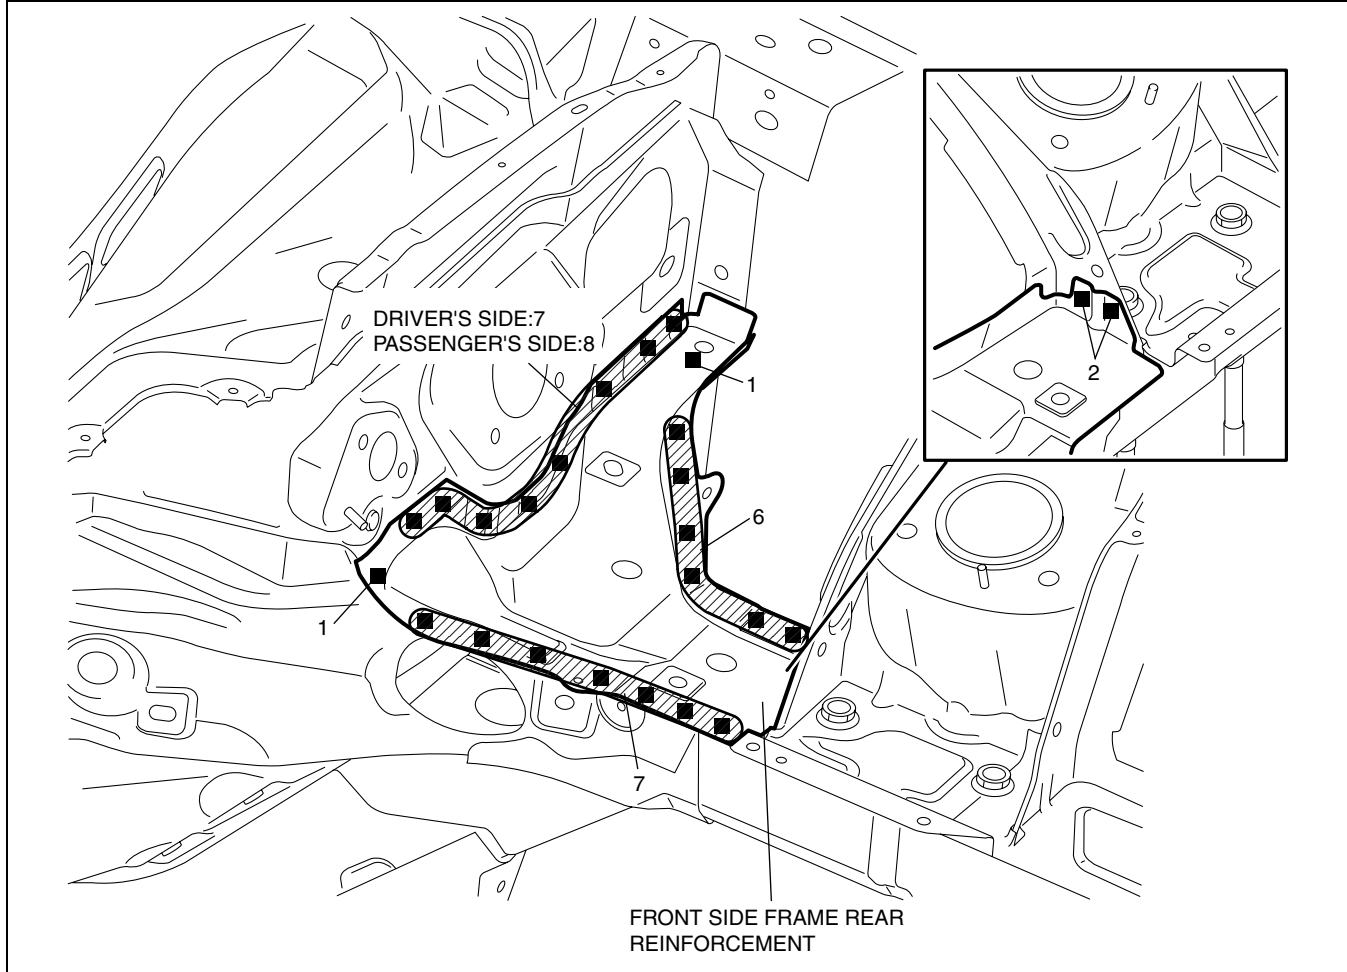 DRIVER'S SIDE:7
PASSENGER'S SIDE:8
1
2
6
1
7
FRONT SIDE FRAME REAR
REINFORCEMENT